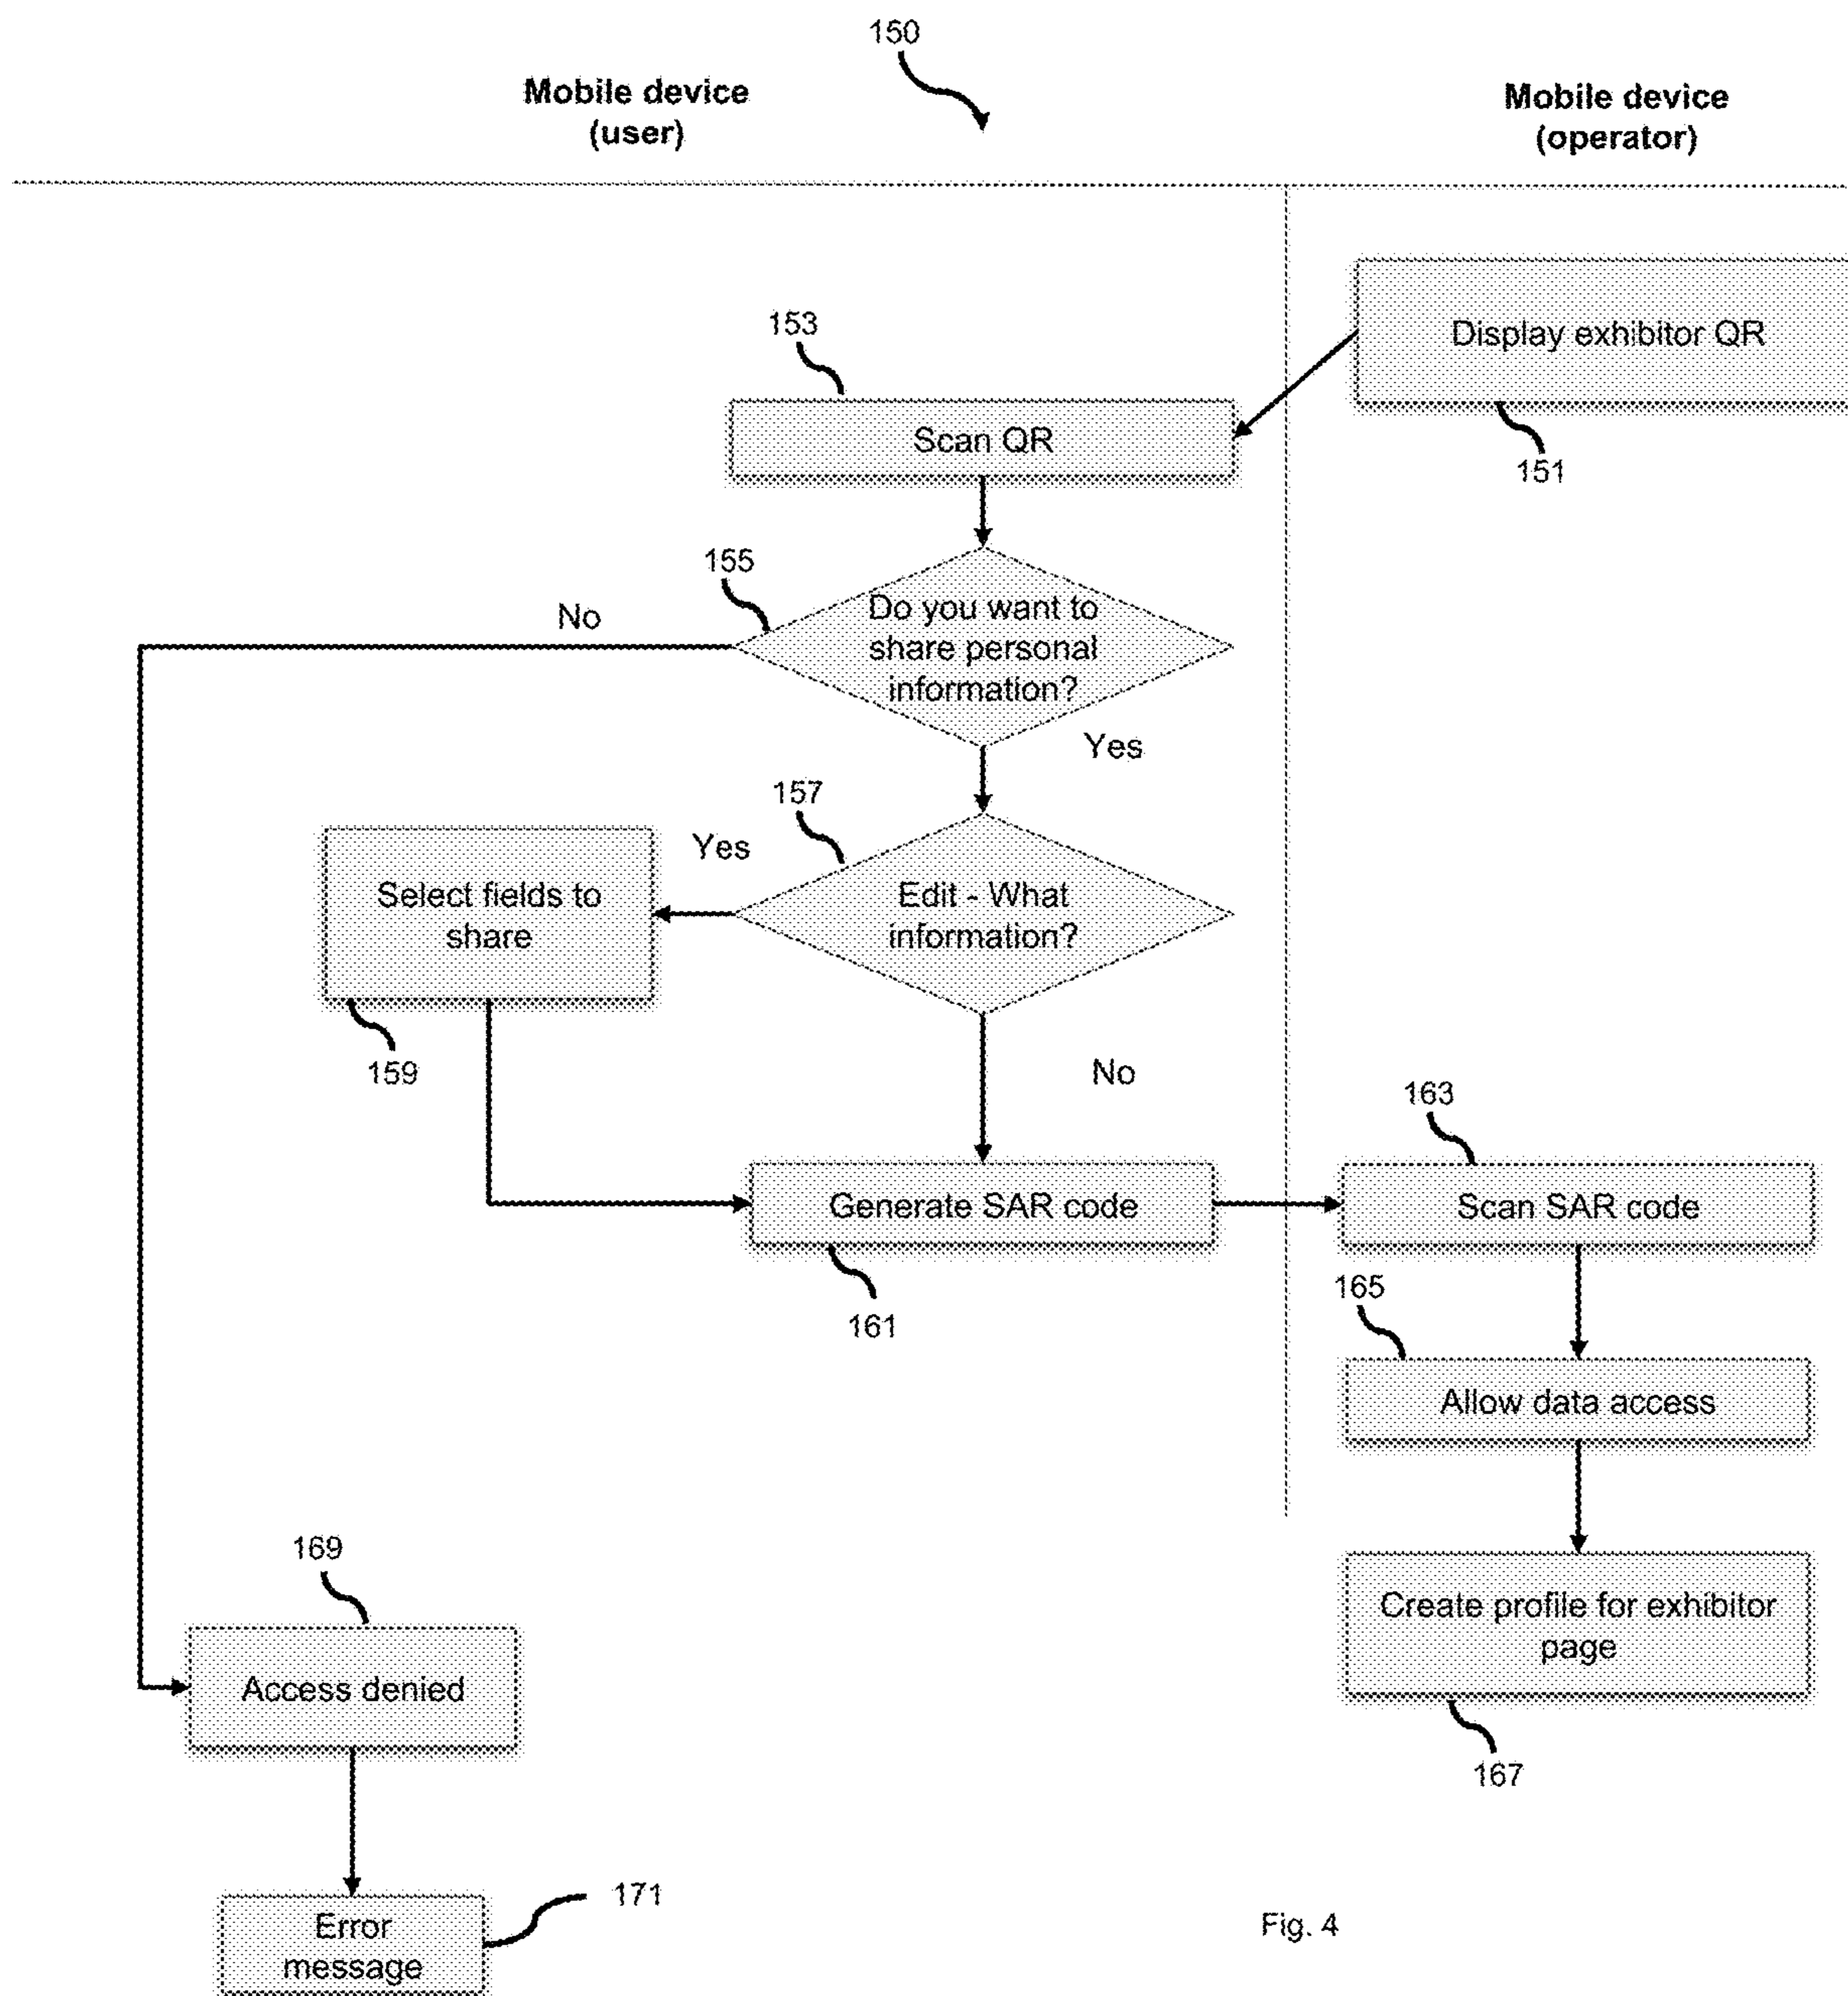 150
Mobile device
(user)
Mobile device
(operator)
Display exhibitor QR
151
153
Scan QR
155
Do you want to
share personal
information?
No
Yes
157
Edit - What
information?
Yes
Select fields to
share
159
No
Generate SAR code
161
163
Scan SAR code
165
Allow data access
Create profile for exhibitor
page
167
169
Access denied
Error
message
171
Fig. 4